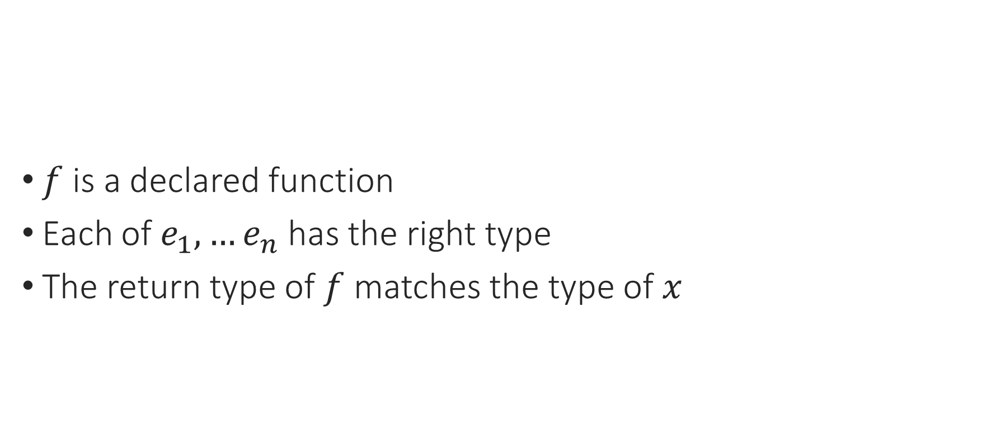 • 𝑓 is a declared function
• Each of 𝑒₁, … 𝑒ₙ has the right type
• The return type of 𝑓 matches the type of 𝑥